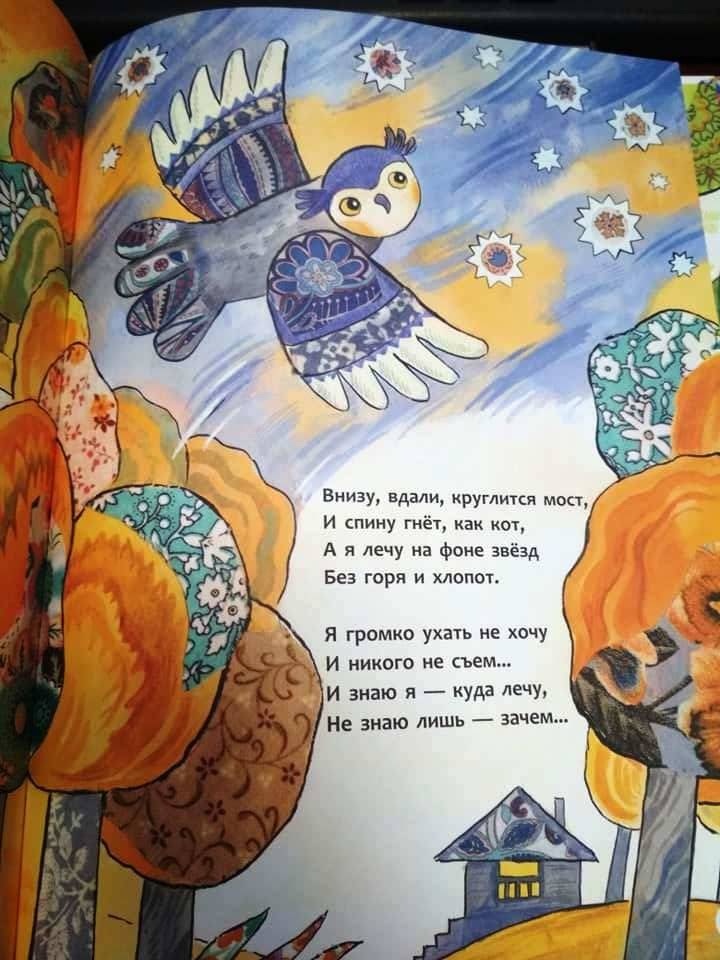 Внизу, вдали, круглится мост,
И спину гнёт, как кот,
А я лечу на фоне звёзд
Без горя и хлопот.
Я громко ухать не хочу
И никого не съем...
И знаю я — куда лечу,
Не знаю лишь — зачем...